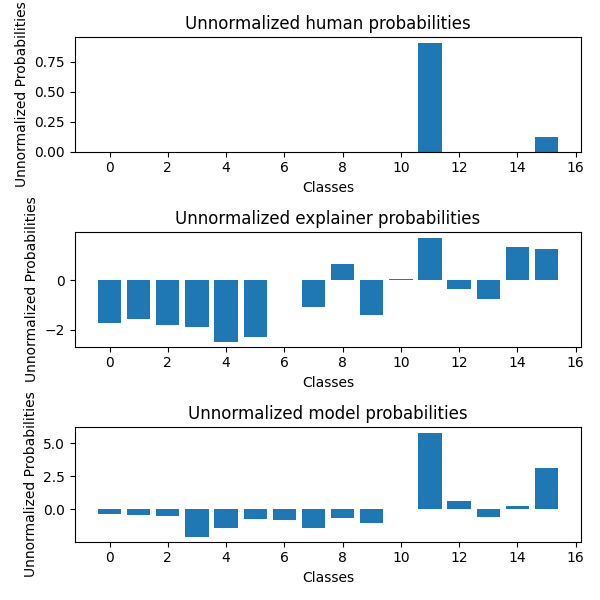 Unnormalized human probabilities
Unnormalized Probabilities
0.75
0.50
0.25
0.00
0 2 4 6 8 10 12 14 16
Classes
Unnormalized explainer probabilities
Unnormalized Probabilities
0
−2
0 2 4 6 8 10 12 14 16
Classes
Unnormalized model probabilities
Unnormalized Probabilities
5.0
2.5
0.0
0 2 4 6 8 10 12 14 16
Classes